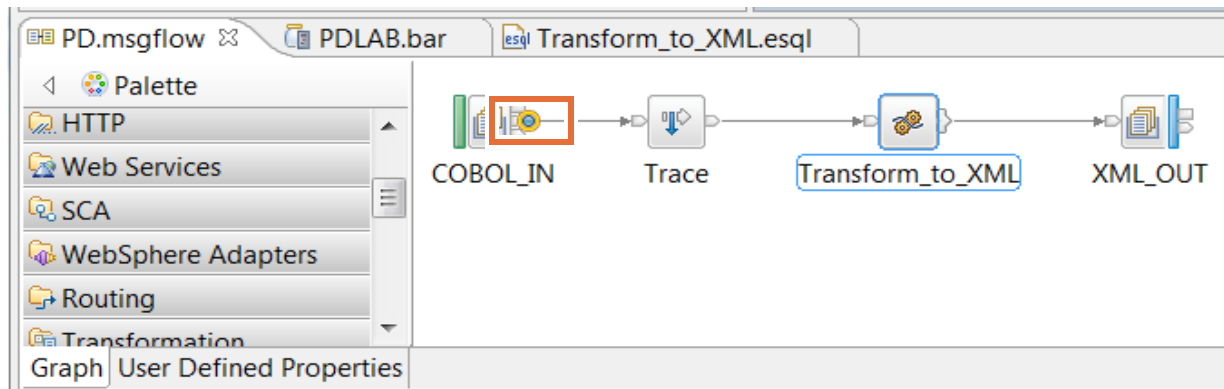 PD.msgflow PDLAB.bar esql Transform_to_XML.esql
Palette
HTTP
Web Services
SCA
WebSphere Adapters
Routing
Transformation
COBOL_IN Trace Transform_to_XML XML_OUT
Graph User Defined Properties